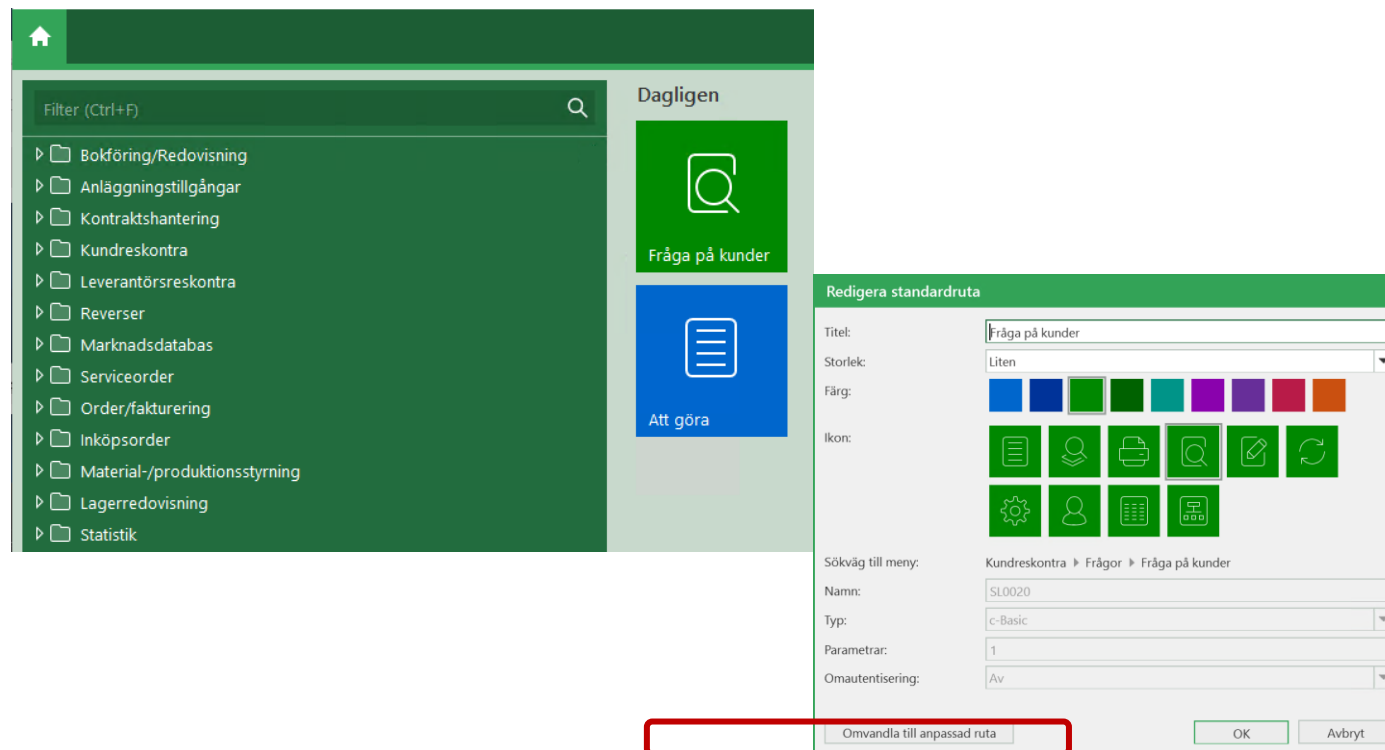 Filter (Ctrl+F)
Bokföring/Redovisning
Anläggningstillgångar
Kontraktshantering
Kundreskontra
Leverantörsreskontra
Reverser
Marknadsdatabas
Serviceorder
Order/fakturering
Inköpsorder
Material-/produktionsstyrning
Lagerredovisning
Statistik
Dagligen
Fråga på kunder
Att göra
Redigera standardruta
Titel: Fråga på kunder
Storlek: Liten
Färg:
Ikon:
Sökväg till meny: Kundreskontra Frågor Fråga på kunder
Namn: SL0020
Typ: c-Basic
Parametrar: 1
Omautentisering: Av
Omvandla till anpassad ruta OK Avbryt